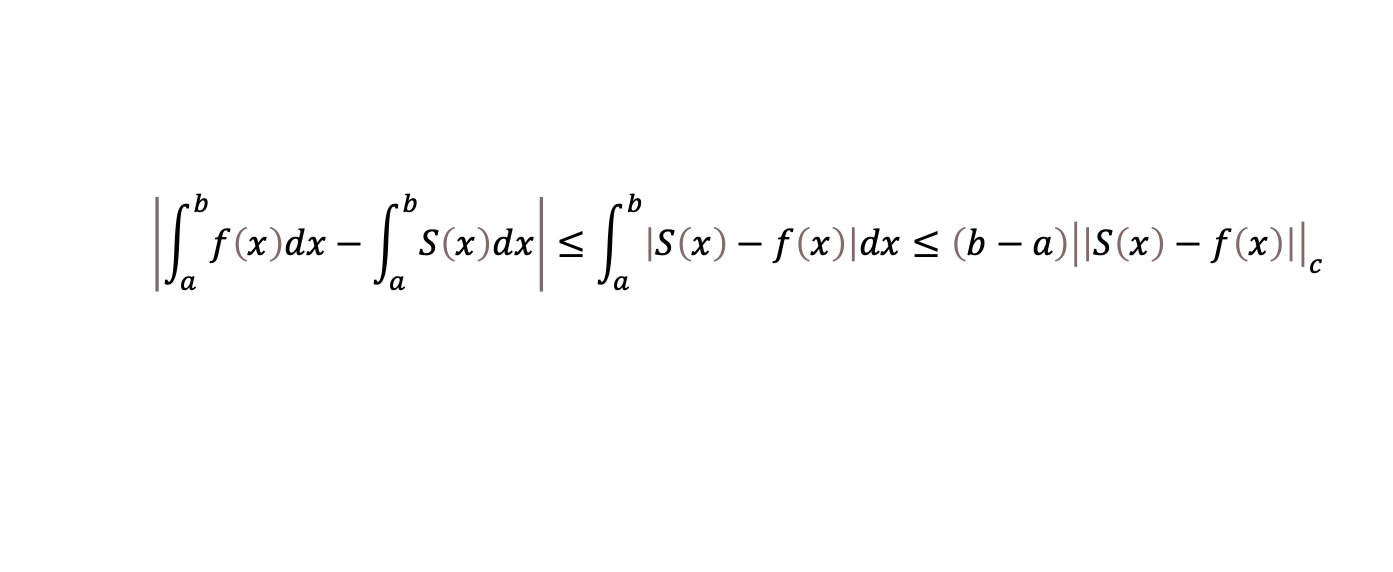 |∫_a^b f(x)dx − ∫_a^b S(x)dx| ≤ ∫_a^b |S(x) − f(x)|dx ≤ (b − a)||S(x) − f(x)||_c